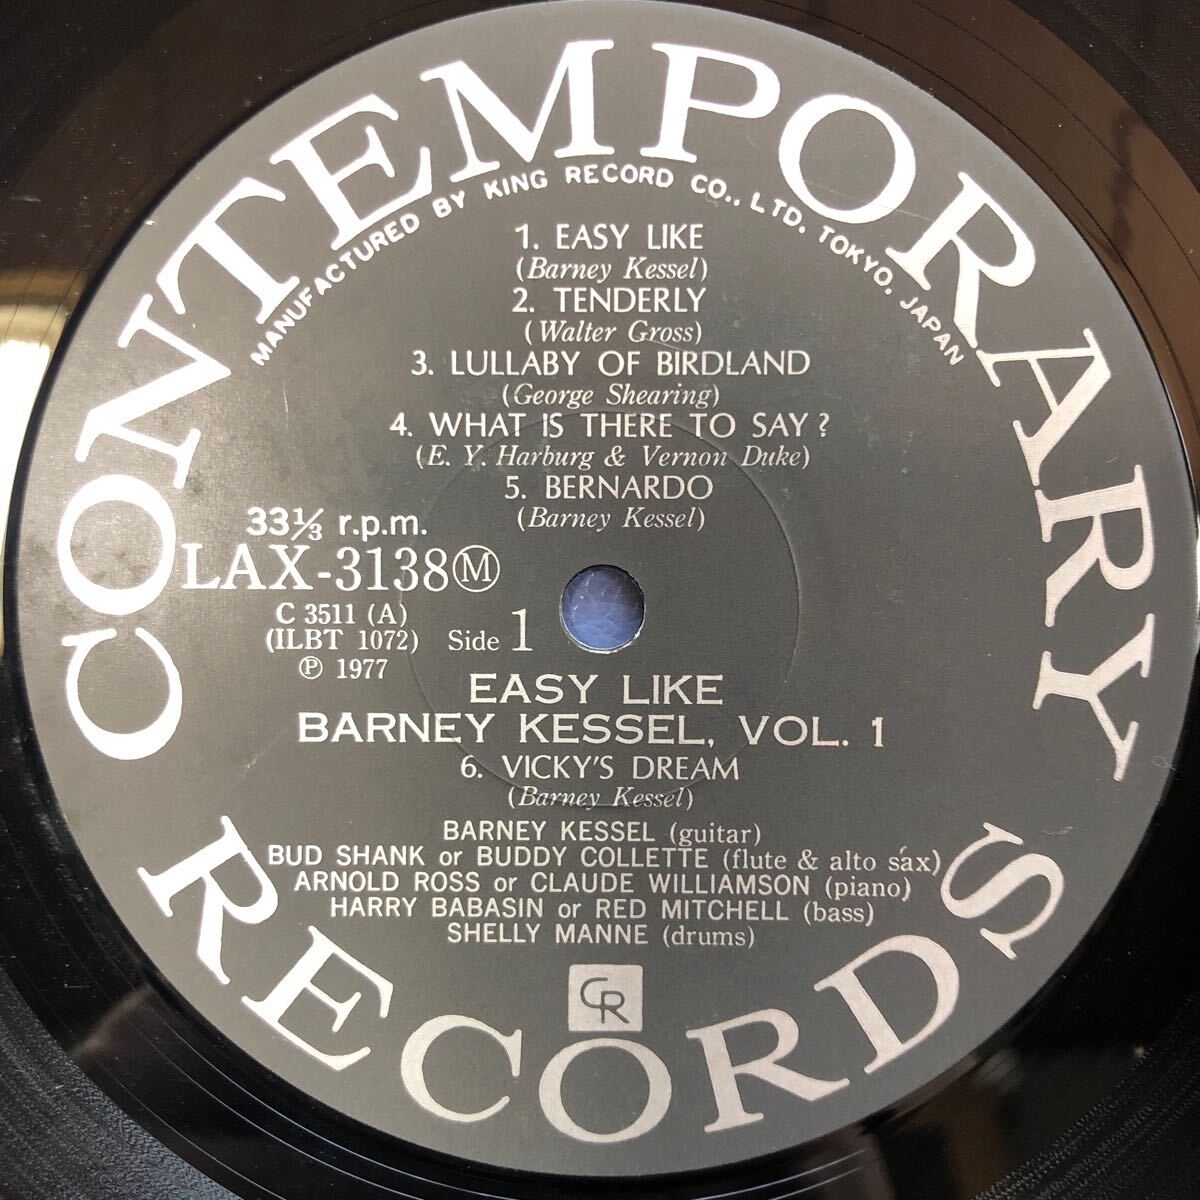 CONTEMPORARY
MANUFACTURED BY KING RECORD CO., LTD. TOKYO, JAPAN
1. EASY LIKE
(Barney Kessel)
2. TENDERLY
(Walter Gross)
3. LULLABY OF BIRDLAND
(George Shearing)
4. WHAT IS THERE TO SAY?
(E. Y. Harburg & Vernon Duke)
5. BERNARDO
(Barney Kessel)
33⅓ r.p.m.
LAX-3138 Ⓜ
C 3511 (A)
(ILBT 1072)
Ⓟ 1977
Side 1
EASY LIKE
BARNEY KESSEL, VOL. 1
6. VICKY'S DREAM
(Barney Kessel)
BARNEY KESSEL (guitar)
BUD SHANK or BUDDY COLLETTE (flute & alto sax)
ARNOLD ROSS or CLAUDE WILLIAMSON (piano)
HARRY BABASIN or RED MITCHELL (bass)
SHELLY MANNE (drums)
CR
RECORDS